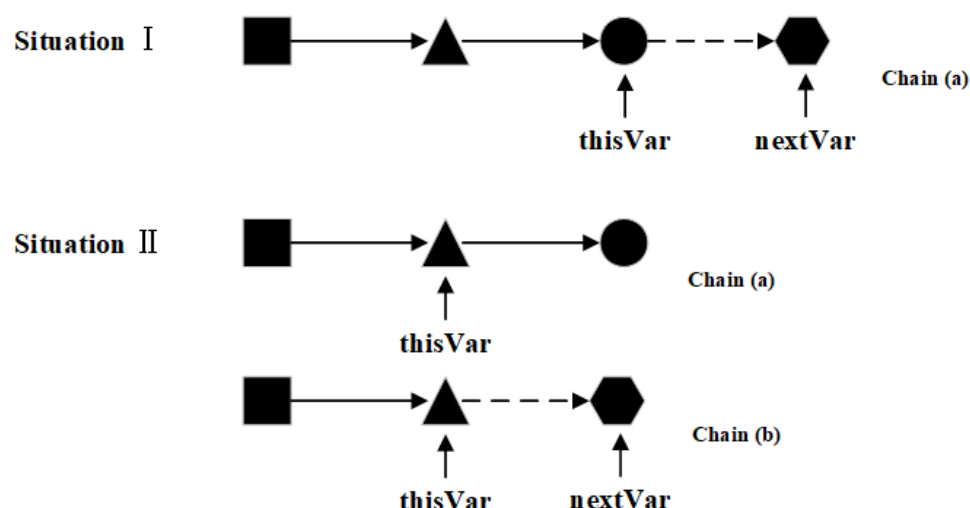 Situation Ⅰ
Chain (a)
thisVar nextVar
Situation Ⅱ
Chain (a)
thisVar
Chain (b)
thisVar nextVar